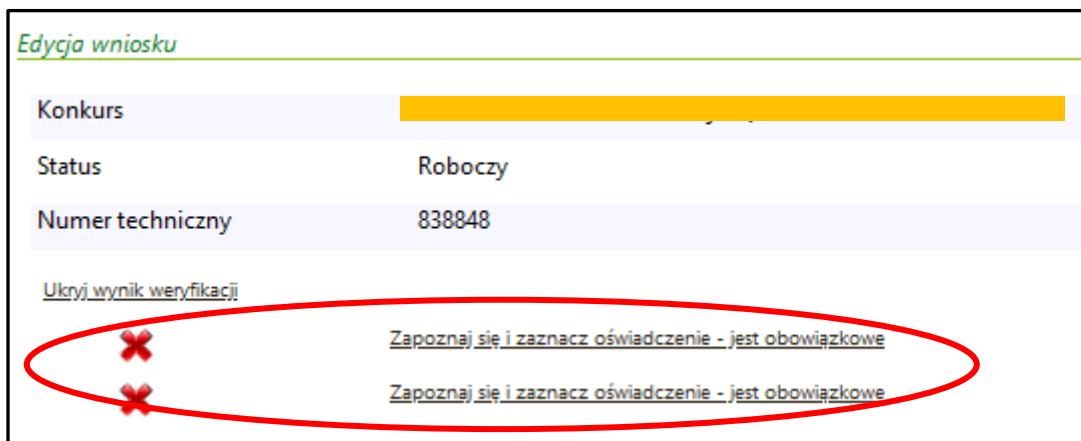 Edycja wniosku
Konkurs
Status Roboczy
Numer techniczny 838848
Ukryj wynik weryfikacji
Zapoznaj się i zaznacz oświadczenie - jest obowiązkowe
Zapoznaj się i zaznacz oświadczenie - jest obowiązkowe